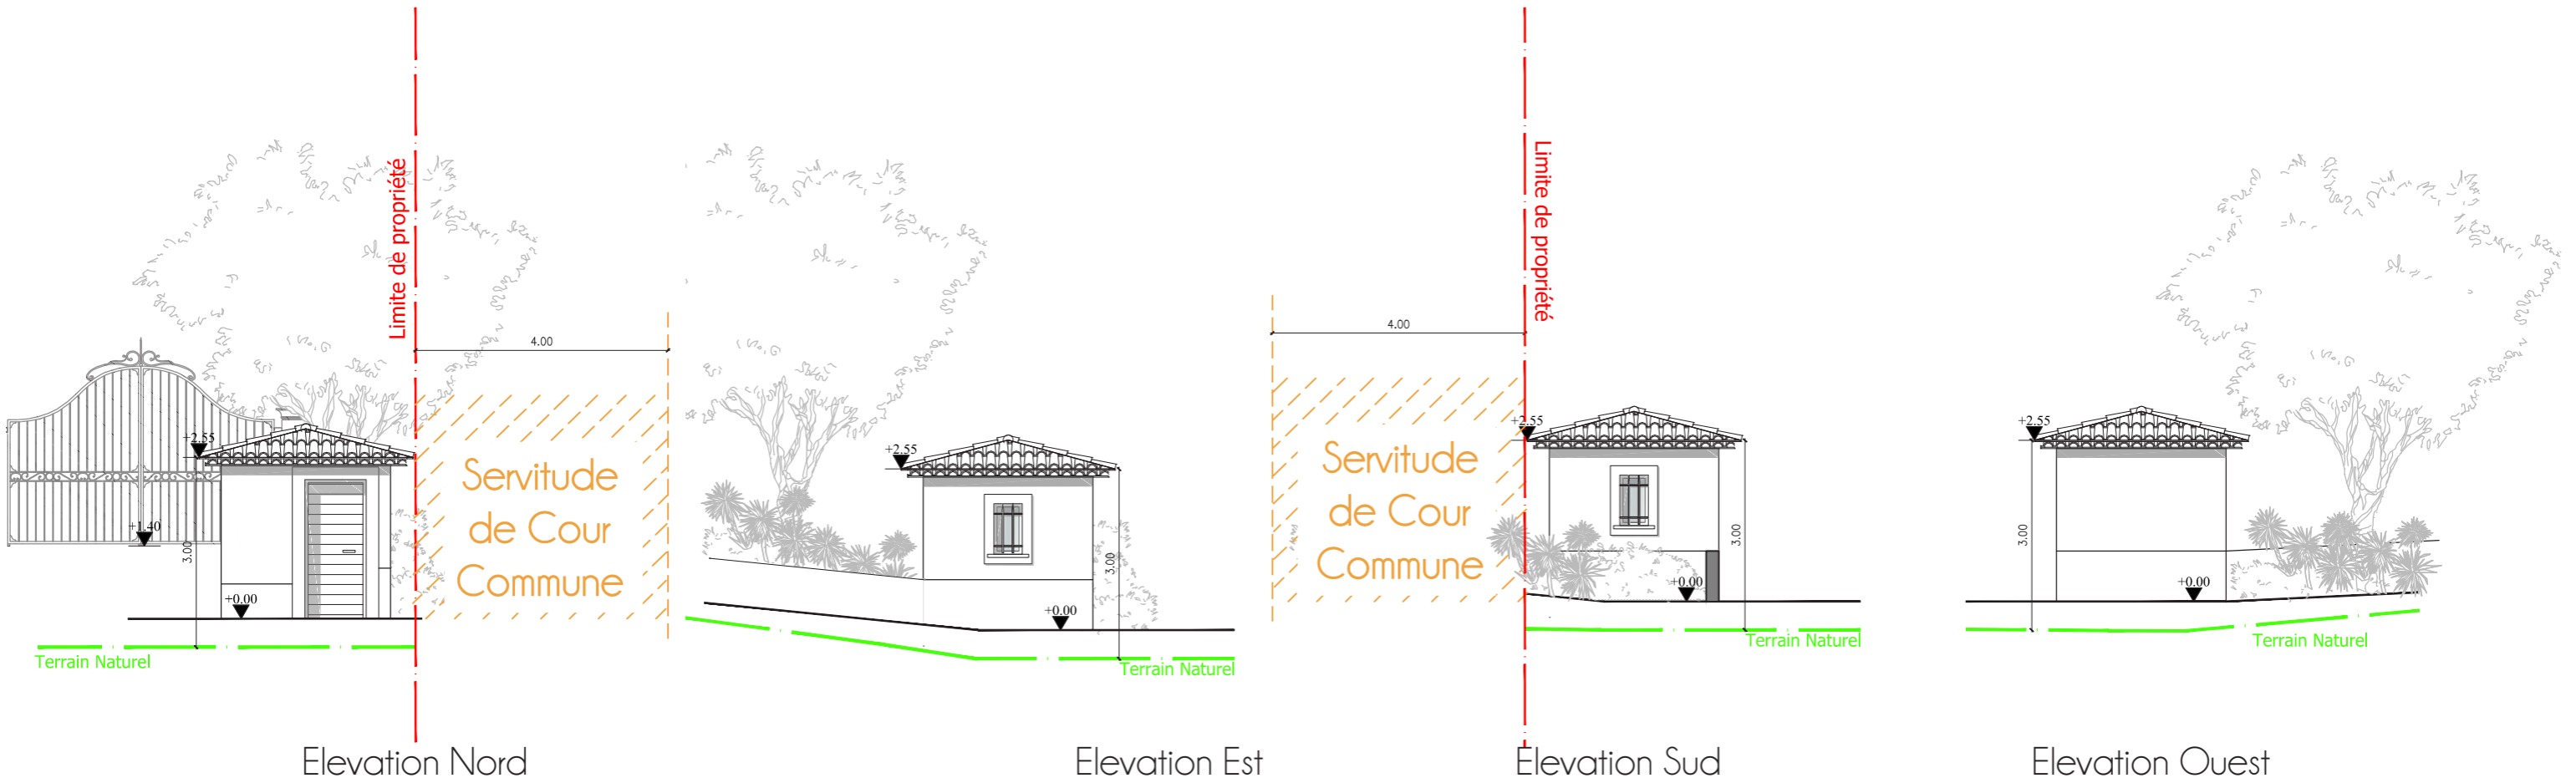 Limite de propriété
4.00
+2.55
Servitude
de Cour
Commune
+1.40
3.00
+0.00
Terrain Naturel
Elevation Nord
+2.55
3.00
+0.00
Terrain Naturel
Elevation Est
Limite de propriété
4.00
+2.55
Servitude
de Cour
Commune
3.00
+0.00
Terrain Naturel
Elevation Sud
+2.55
3.00
+0.00
Terrain Naturel
Elevation Ouest